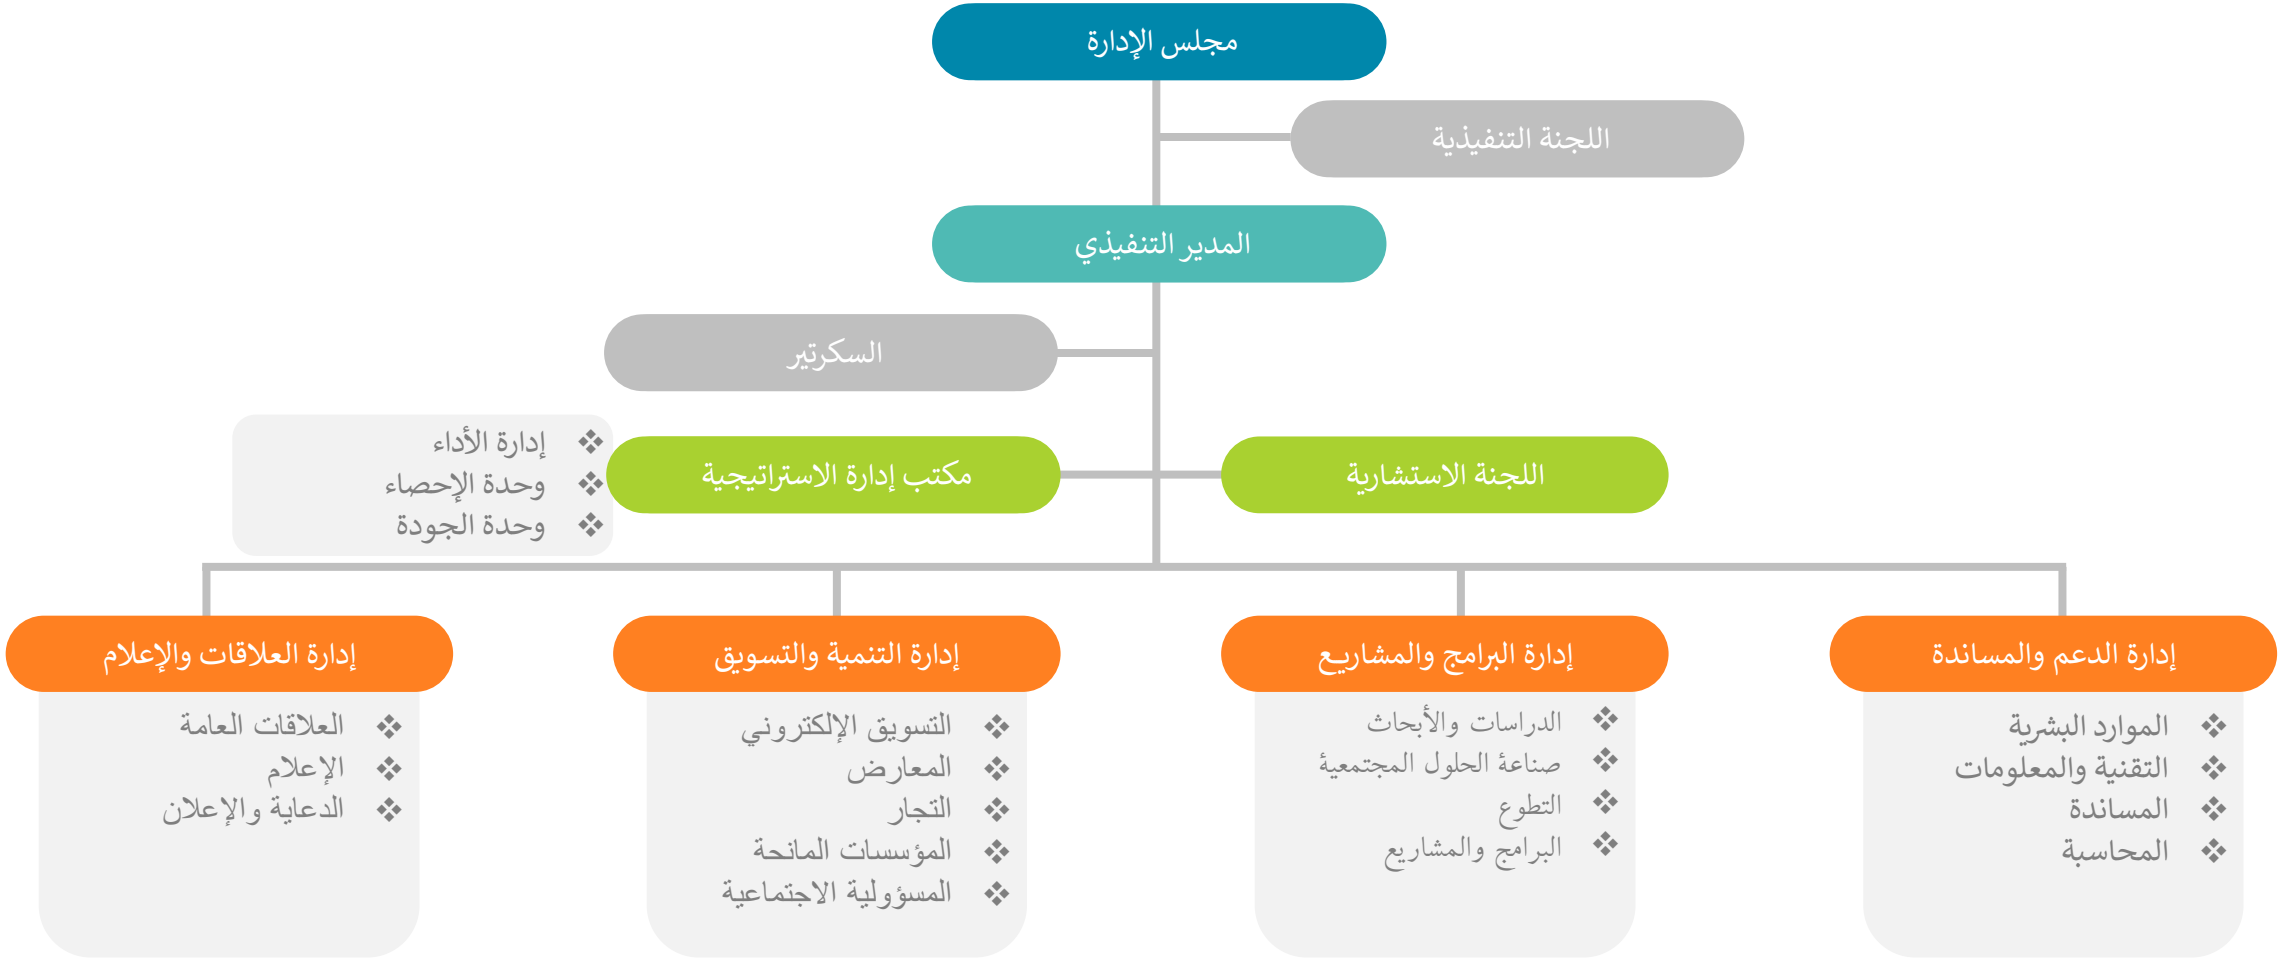 مجلس الإدارة
اللجنة التنفيذية
المدير التنفيذي
السكرتير
اللجنة الاستشارية
مكتب إدارة الاستراتيجية
إدارة الأداء
وحدة الإحصاء
وحدة الجودة
إدارة الدعم والمساندة
الموارد البشرية
التقنية والمعلومات
المساندة
المحاسبة
إدارة البرامج والمشاريع
الدراسات والأبحاث
صناعة الحلول المجتمعية
التطوع
البرامج والمشاريع
إدارة التنمية والتسويق
التسويق الإلكتروني
المعارض
التجار
المؤسسات المانحة
المسؤولية الاجتماعية
إدارة العلاقات والإعلام
العلاقات العامة
الإعلام
الدعاية والإعلان